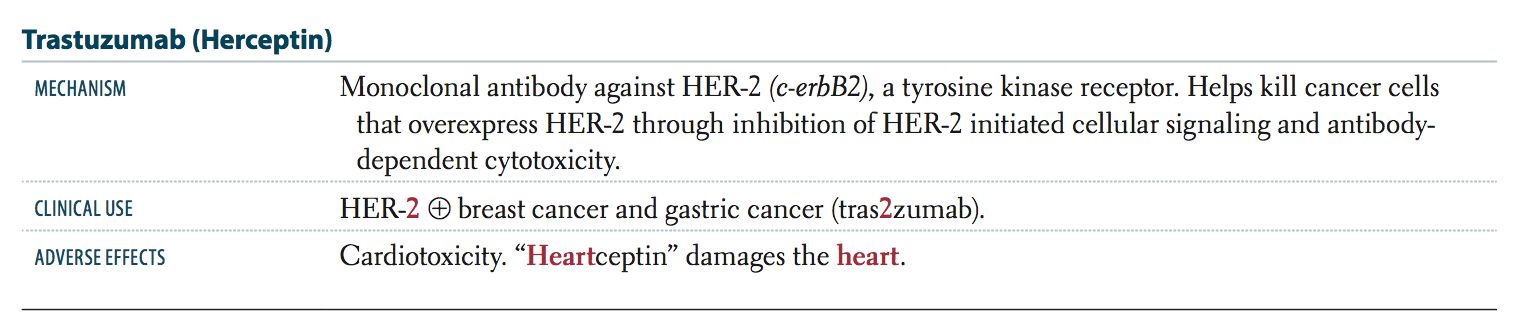 Trastuzumab (Herceptin)
MECHANISM Monoclonal antibody against HER-2 (c-erbB2), a tyrosine kinase receptor. Helps kill cancer cells
that overexpress HER-2 through inhibition of HER-2 initiated cellular signaling and antibody-
dependent cytotoxicity.
CLINICAL USE HER-2 ⊕ breast cancer and gastric cancer (tras2zumab).
ADVERSE EFFECTS Cardiotoxicity. “Heartceptin” damages the heart.